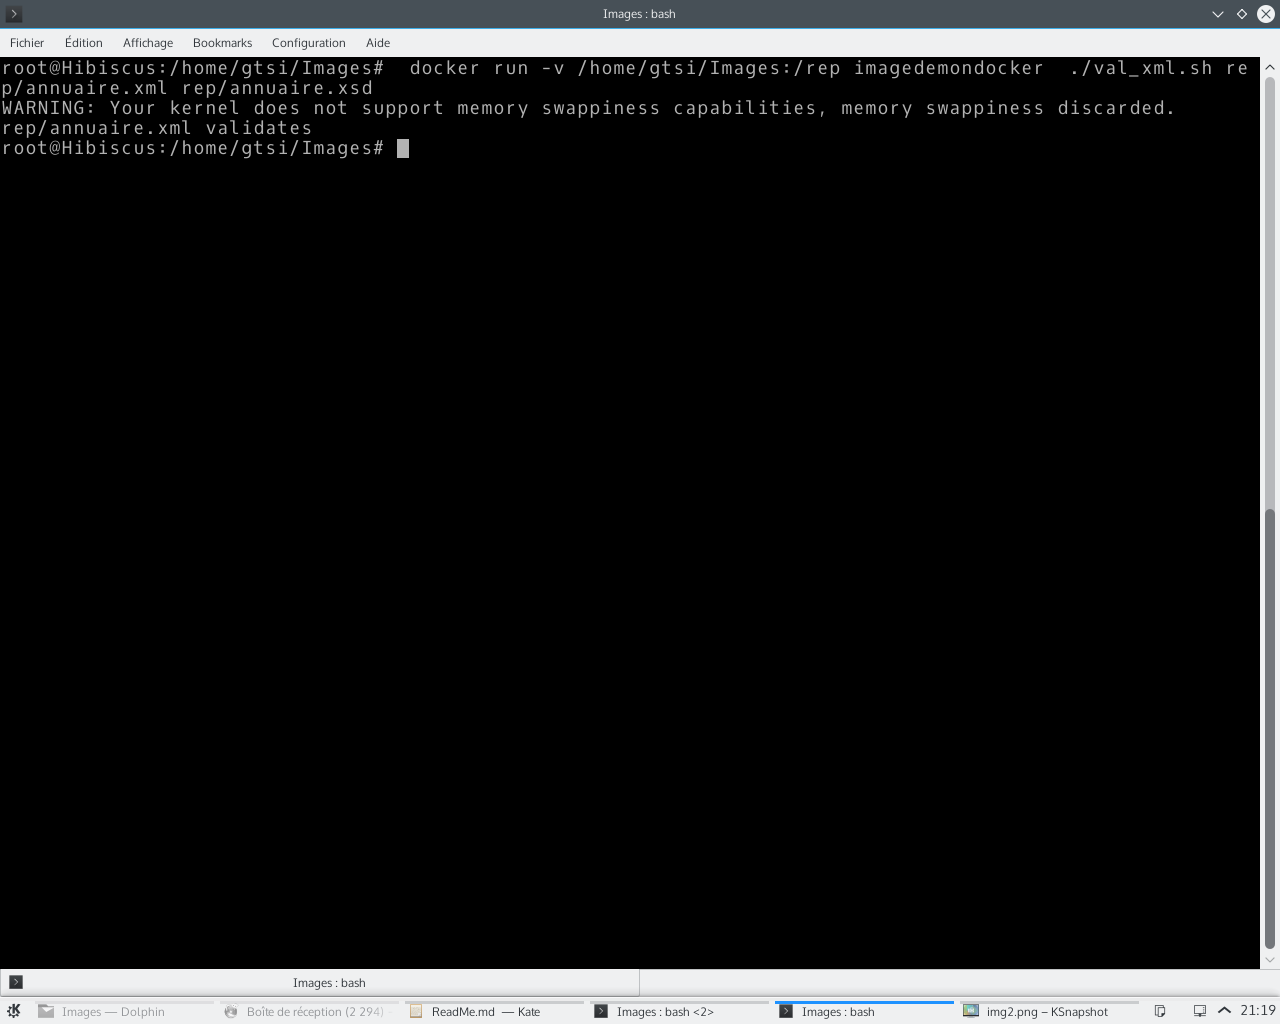 Images : bash
Fichier Édition Affichage Bookmarks Configuration Aide
root@Hibiscus:/home/gtsi/Images#  docker run -v /home/gtsi/Images:/rep imagedemondocker  ./val_xml.sh re
p/annuaire.xml rep/annuaire.xsd
WARNING: Your kernel does not support memory swappiness capabilities, memory swappiness discarded.
rep/annuaire.xml validates
root@Hibiscus:/home/gtsi/Images#
Images : bash
Images — Dolphin Boîte de réception (2 294) - ReadMe.md — Kate Images : bash <2> Images : bash img2.png – KSnapshot 21:19